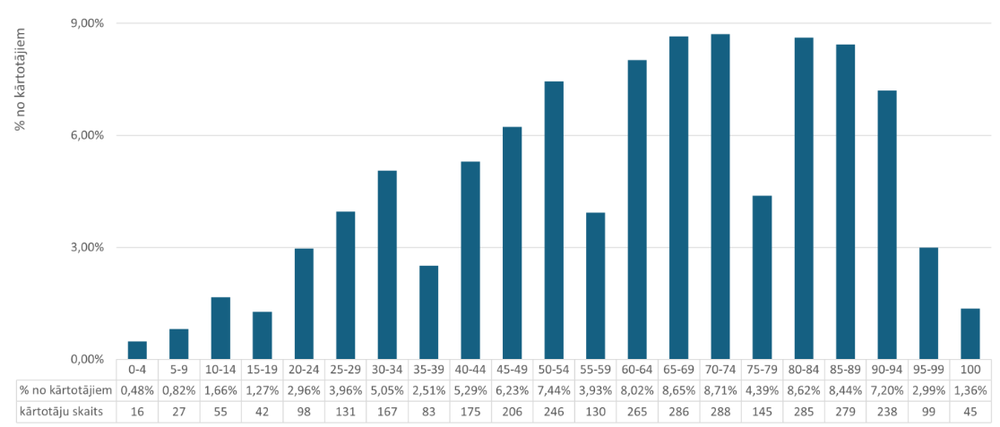 % no kārtotājiem
9,00%
6,00%
3,00%
0,00%
0-4 5-9 10-14 15-19 20-24 25-29 30-34 35-39 40-44 45-49 50-54 55-59 60-64 65-69 70-74 75-79 80-84 85-89 90-94 95-99 100
% no kārtotājiem 0,48% 0,82% 1,66% 1,27% 2,96% 3,96% 5,05% 2,51% 5,29% 6,23% 7,44% 3,93% 8,02% 8,65% 8,71% 4,39% 8,62% 8,44% 7,20% 2,99% 1,36%
kārtotāju skaits 16 27 55 42 98 131 167 83 175 206 246 130 265 286 288 145 285 279 238 99 45